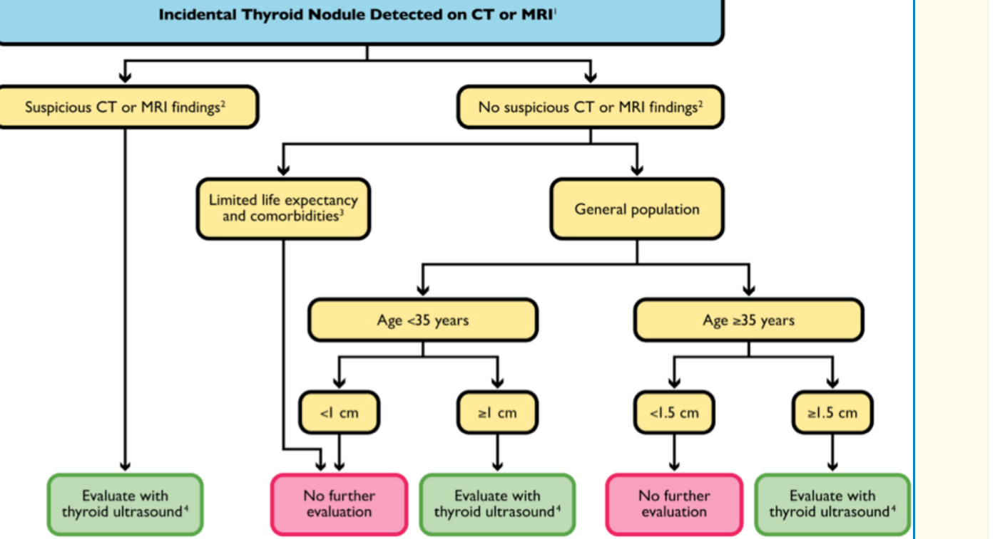 Incidental Thyroid Nodule Detected on CT or MRI¹
Suspicious CT or MRI findings²
No suspicious CT or MRI findings²
Limited life expectancy
and comorbidities³
General population
Age <35 years
Age ≥35 years
<1 cm
≥1 cm
<1.5 cm
≥1.5 cm
Evaluate with
thyroid ultrasound⁴
No further
evaluation
Evaluate with
thyroid ultrasound⁴
No further
evaluation
Evaluate with
thyroid ultrasound⁴